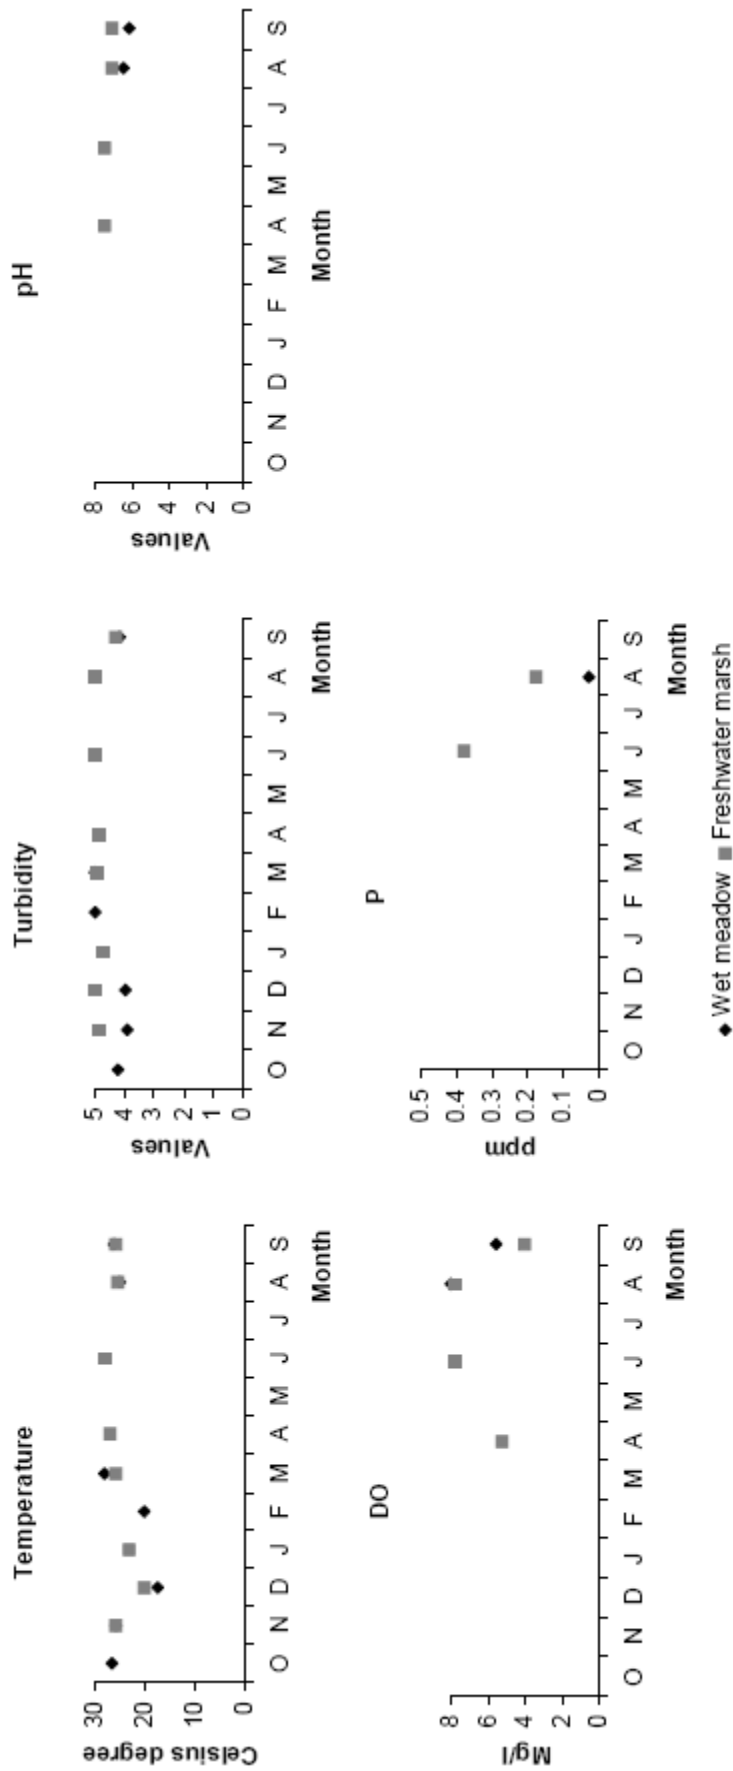 Temperature
30
20
10
0
Celsius degree
O N D J F M A M J J A S
Month
Turbidity
5
4
3
2
1
0
Values
O N D J F M A M J J A S
Month
pH
8
6
4
2
0
Values
O N D J F M A M J J A S
Month
DO
8
6
4
2
0
Mg/l
O N D J F M A M J J A S
Month
P
0.5
0.4
0.3
0.2
0.1
0
ppm
O N D J F M A M J J A S
Month
Wet meadow Freshwater marsh